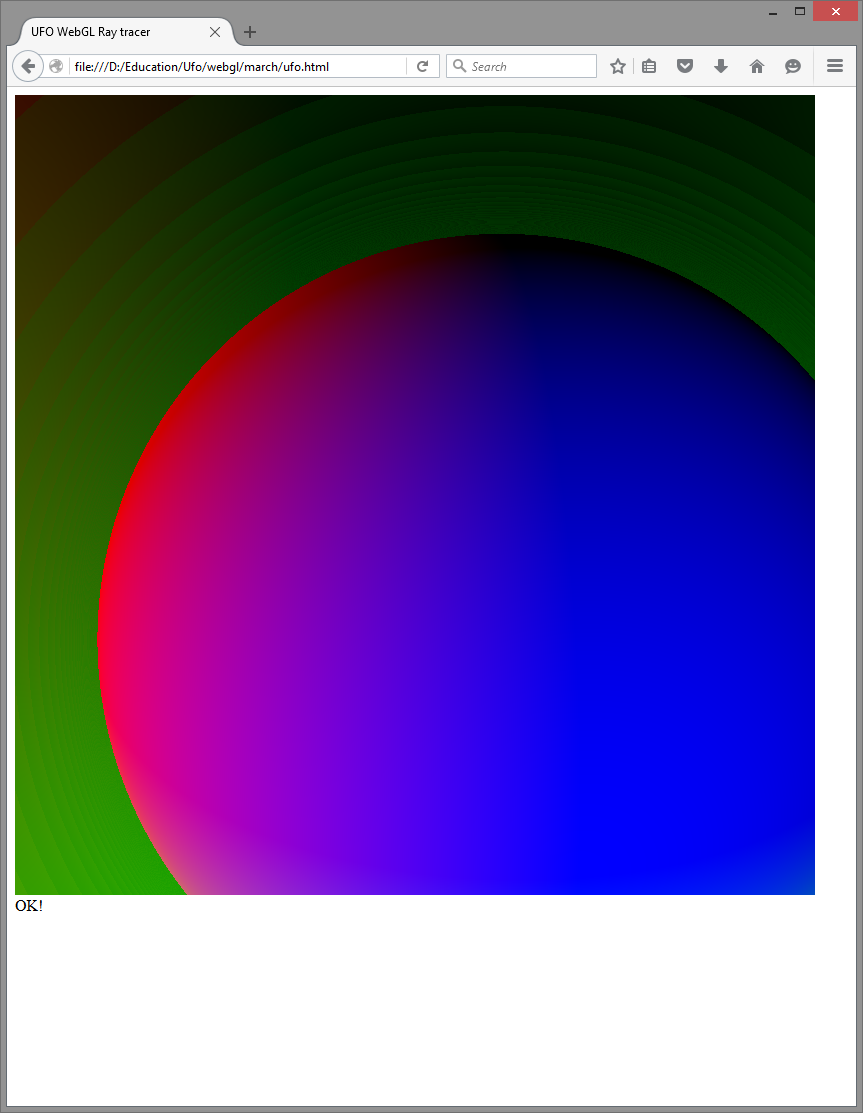 UFO WebGL Ray tracer
file:///D:/Education/Ufo/webgl/march/ufo.html
Search
OK!